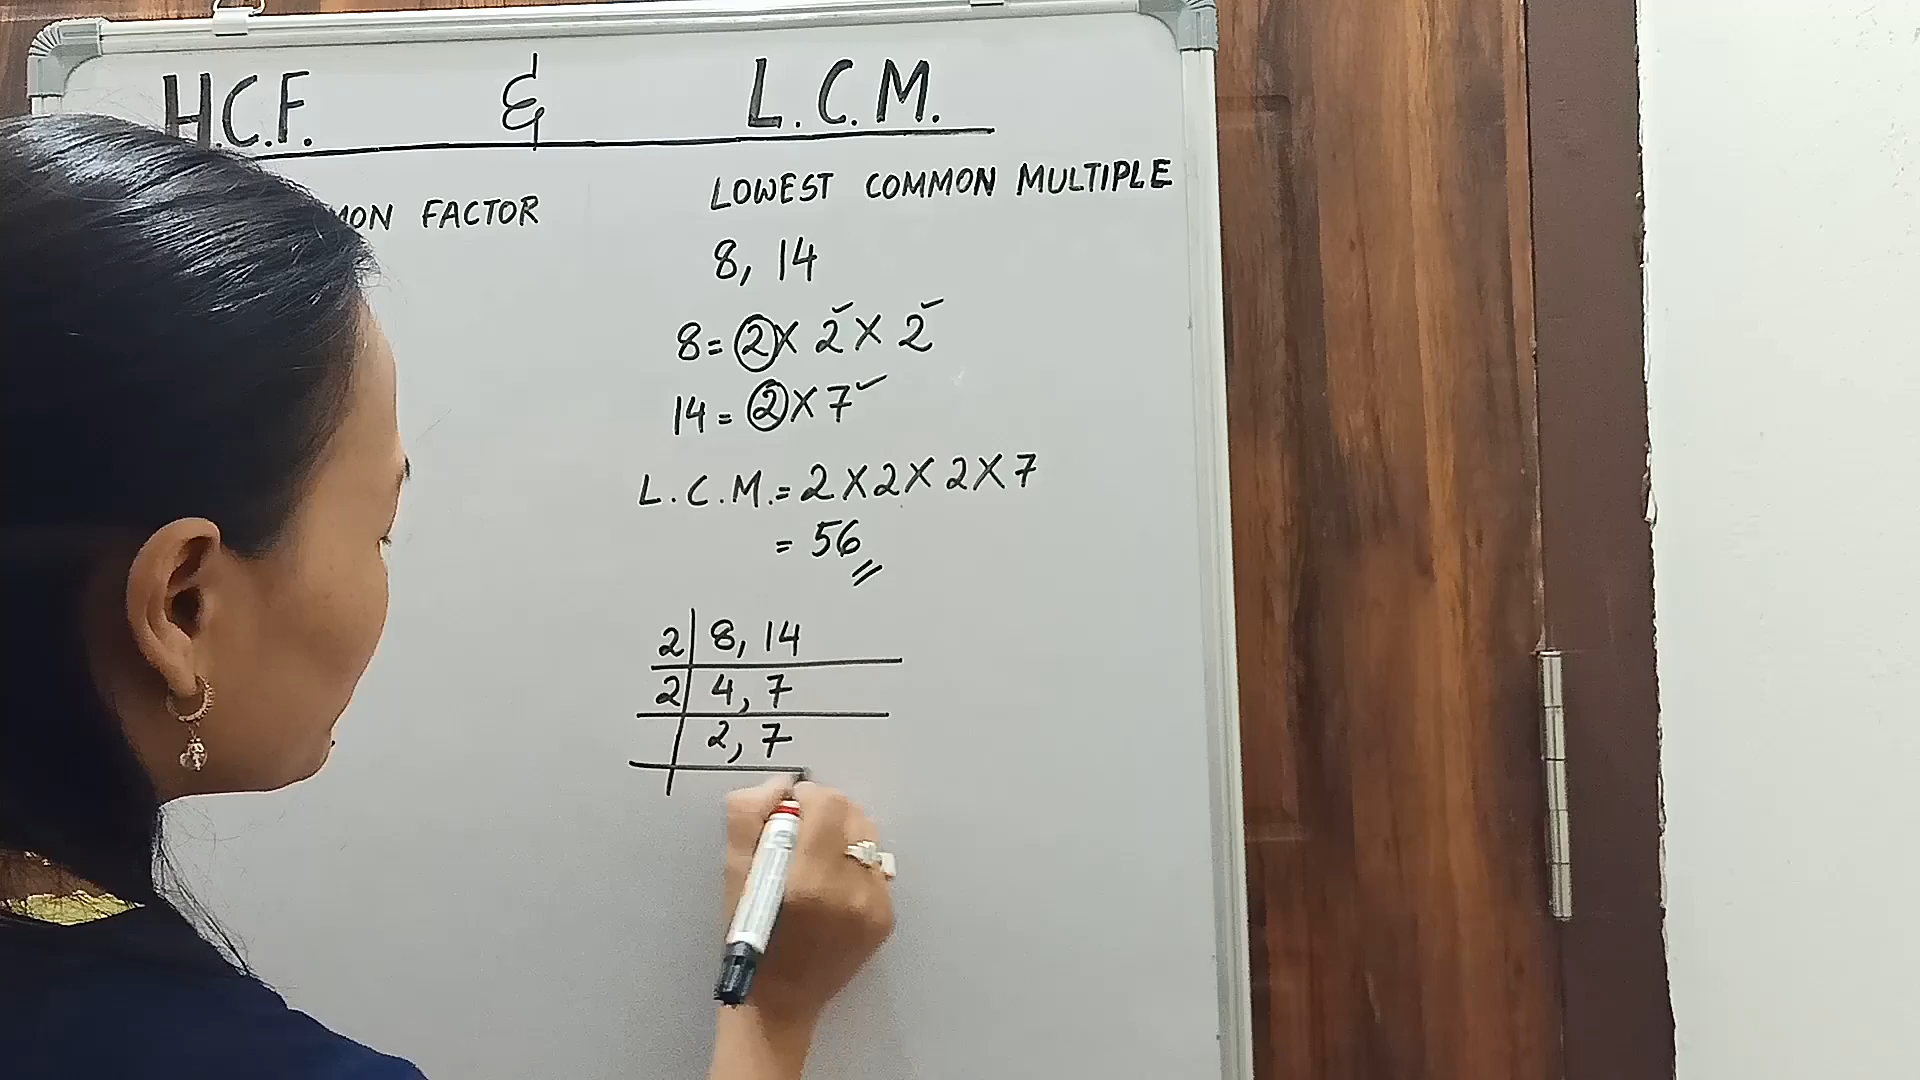 H.C.F. & L.C.M.
FACTOR
LOWEST COMMON MULTIPLE
8, 14
8 = 2 X 2 X 2
14 = 2 X 7
L.C.M. = 2 X 2 X 2 X 7
= 56
2 8, 14
2 4, 7
2, 7